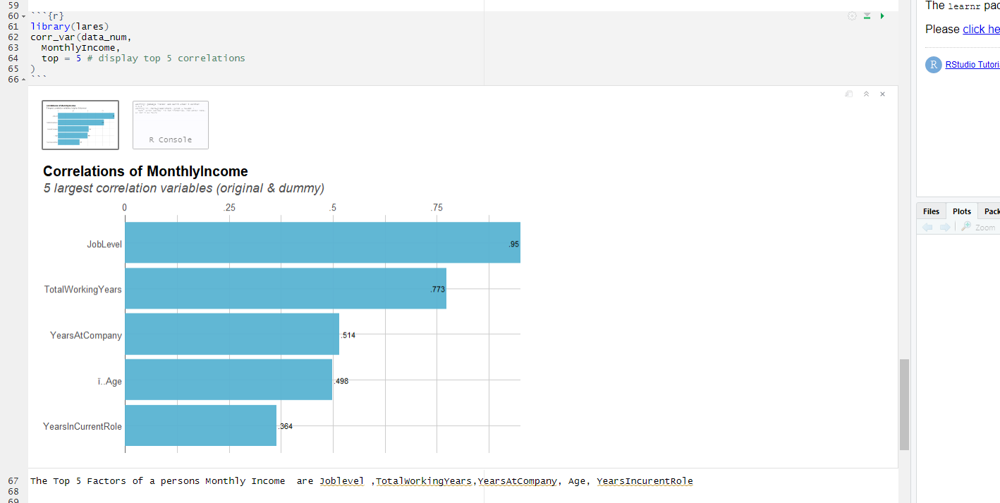 59
60 ```{r}
61 library(lares)
62 corr_var(data_num,
63 MonthlyIncome,
64 top = 5 # display top 5 correlations
65 )
66 ```
The learnr pac
Please click he
R RStudio Tutori
R Console
Correlations of MonthlyIncome
5 largest correlation variables (original & dummy)
0 .25 .5 .75
JobLevel .95
TotalWorkingYears .773
YearsAtCompany .514
ï..Age .498
YearsInCurrentRole .364
Files Plots Pack
Zoom
67 The Top 5 Factors of a persons Monthly Income  are Joblevel ,TotalWorkingYears,YearsAtCompany, Age, YearsIncurentRole
68
69